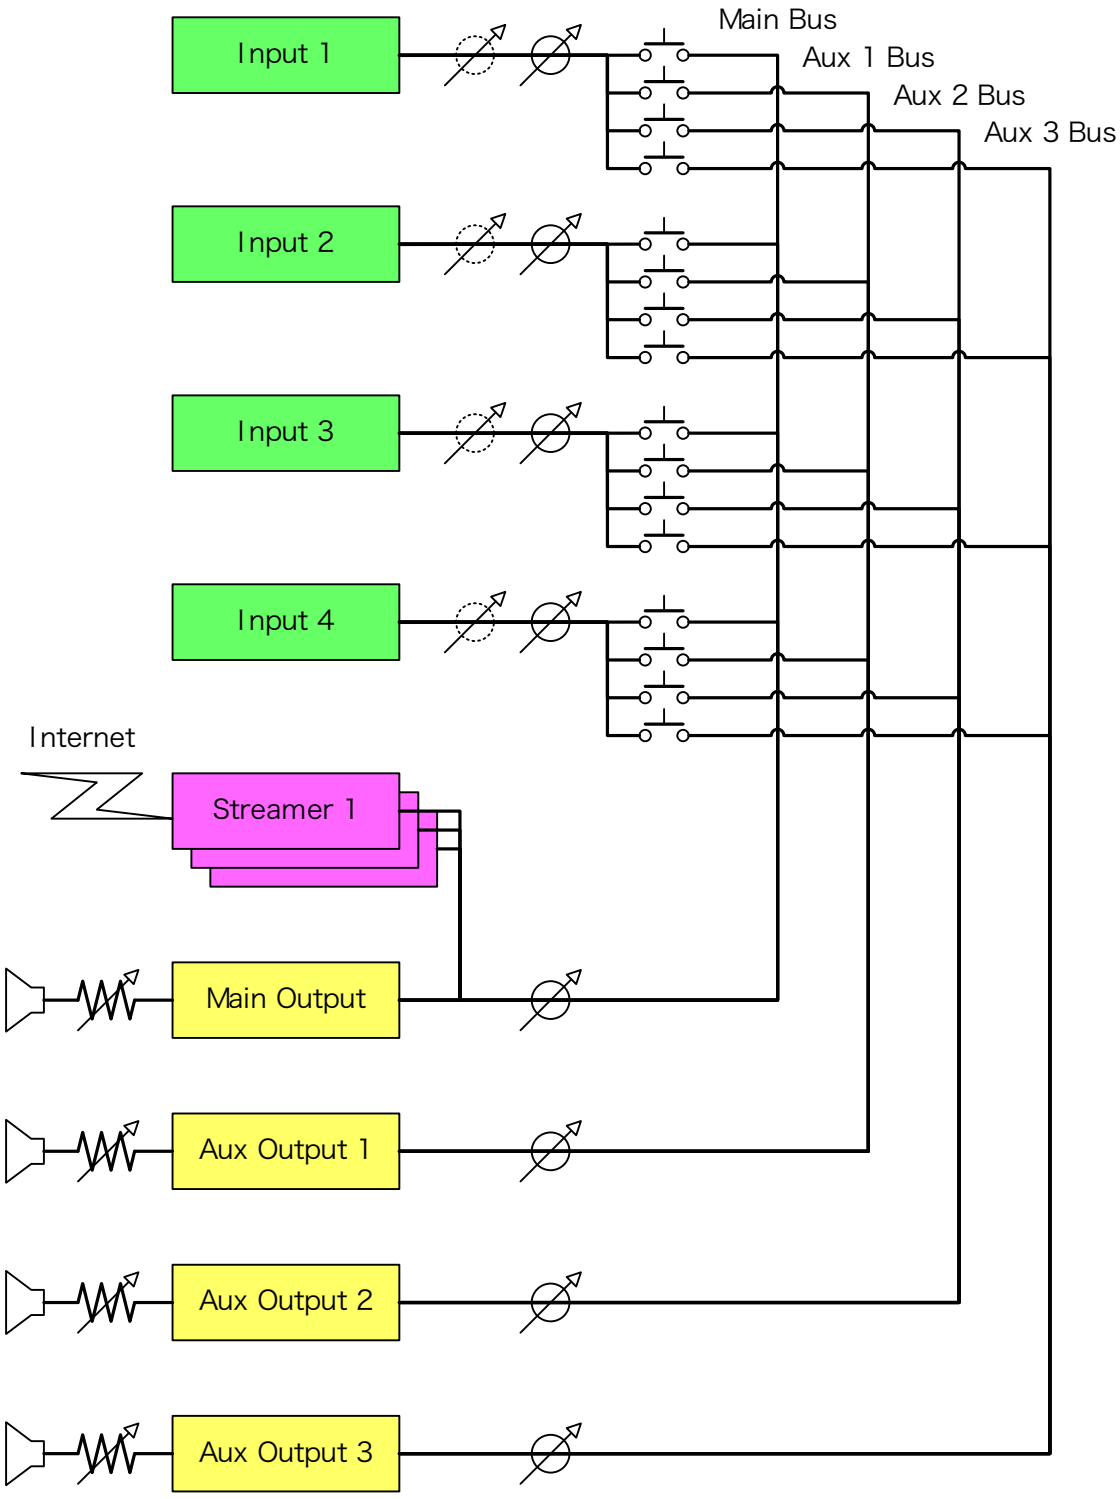 Main Bus
Input 1
Aux 1 Bus
Aux 2 Bus
Aux 3 Bus
Input 2
Input 3
Input 4
Internet
Streamer 1
Main Output
Aux Output 1
Aux Output 2
Aux Output 3